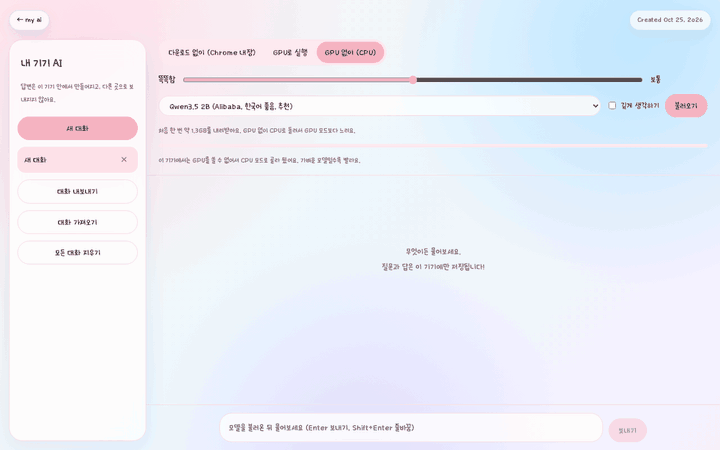 ← my ai
Created Oct 25, 2026
내 기기 AI
답변은 이 기기 안에서 만들어지고, 다른 곳으로 보
내지지 않아요.
새 대화
새 대화 ×
대화 내보내기
대화 가져오기
모든 대화 지우기
다운로드 없이 (Chrome 내장)
GPU로 실행
GPU 없이 (CPU)
똑똑함
보통
Qwen3.5 2B (Alibaba, 한국어 좋음, 추천)
깊게 생각하기
불러오기
처음 한 번 약 1.3GB를 내려받아요. GPU 없이 CPU로 돌려서 GPU 모드보다 느려요.
이 기기에서는 GPU를 쓸 수 없어서 CPU 모드로 골라 뒀어요. 가벼운 모델일수록 빨라요.
무엇이든 물어보세요.
질문과 답은 이 기기에만 저장됩니다!
모델을 불러온 뒤 물어보세요 (Enter 보내기, Shift+Enter 줄바꿈)
보내기